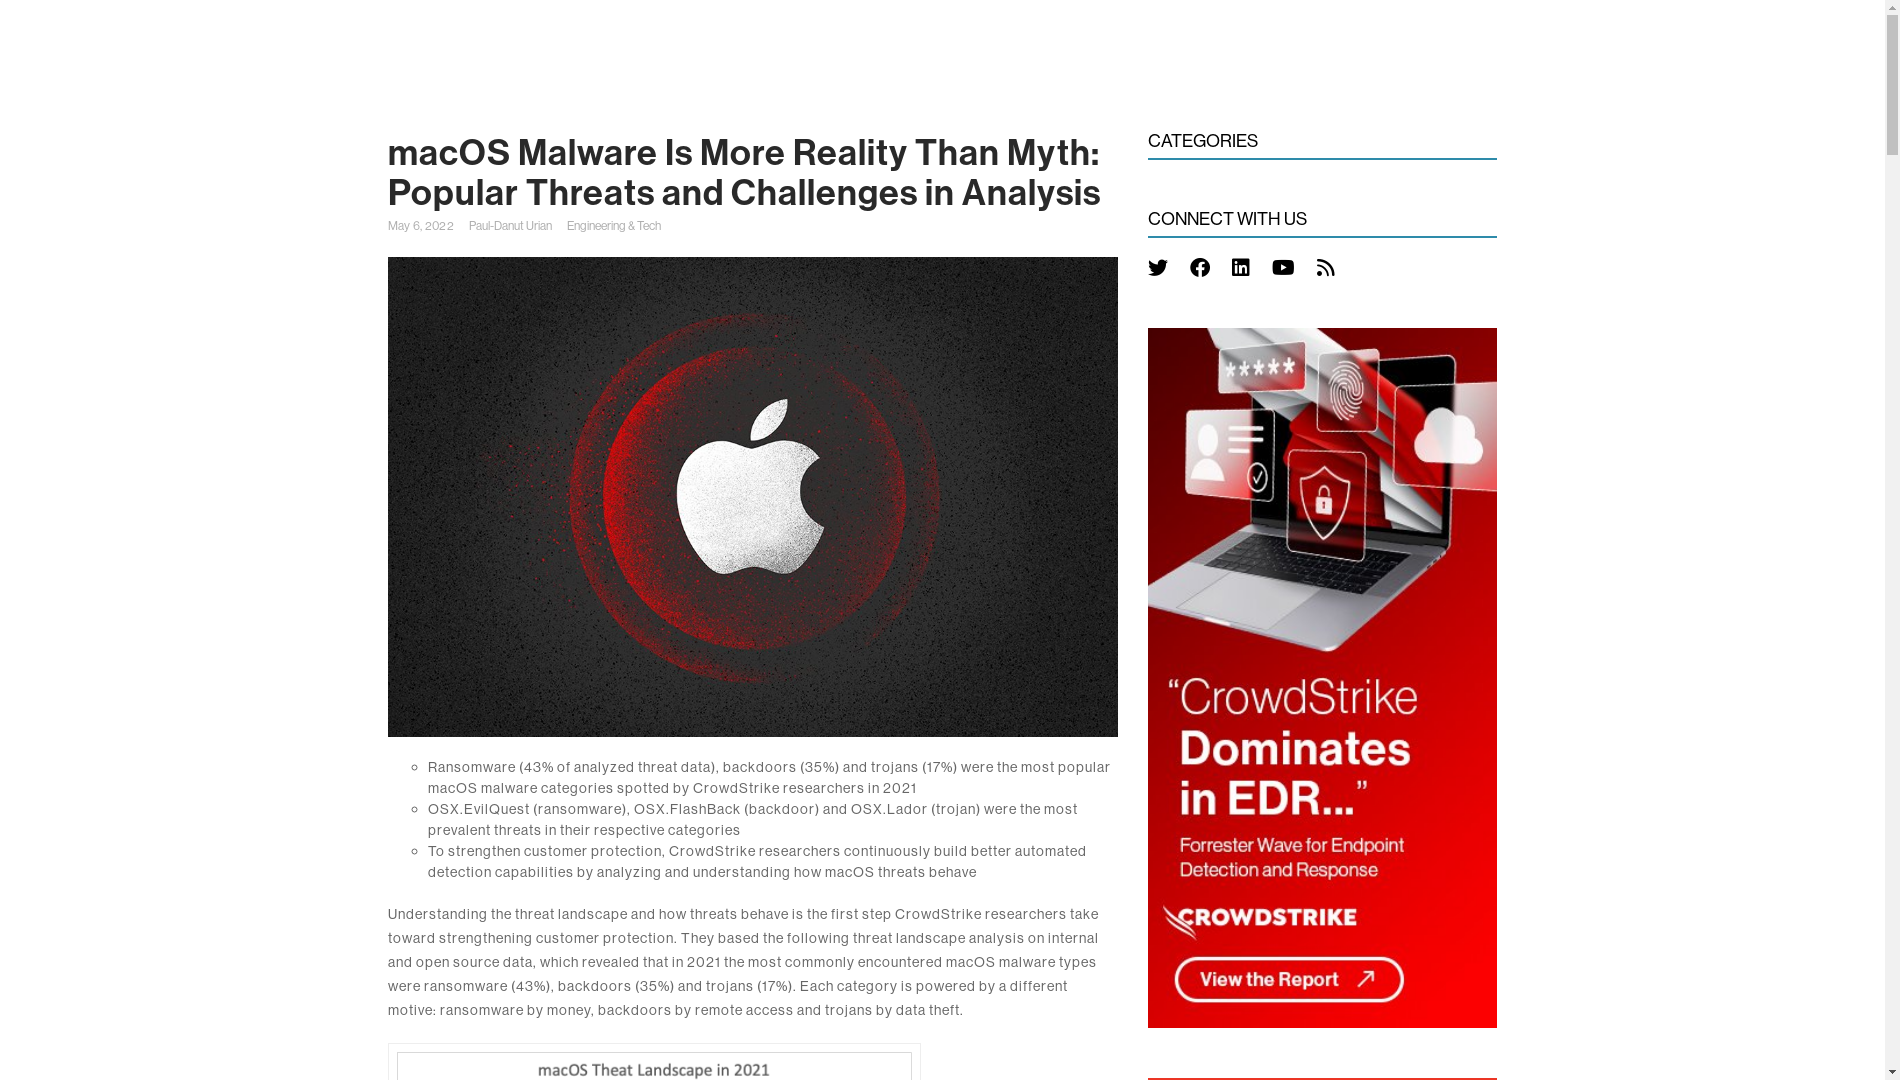 macOS Malware Is More Reality Than Myth:
Popular Threats and Challenges in Analysis
May 6, 2022 Paul-Danut Urian Engineering & Tech
Ransomware (43% of analyzed threat data), backdoors (35%) and trojans (17%) were the most popular
macOS malware categories spotted by CrowdStrike researchers in 2021
OSX.EvilQuest (ransomware), OSX.FlashBack (backdoor) and OSX.Lador (trojan) were the most
prevalent threats in their respective categories
To strengthen customer protection, CrowdStrike researchers continuously build better automated
detection capabilities by analyzing and understanding how macOS threats behave
Understanding the threat landscape and how threats behave is the first step CrowdStrike researchers take
toward strengthening customer protection. They based the following threat landscape analysis on internal
and open source data, which revealed that in 2021 the most commonly encountered macOS malware types
were ransomware (43%), backdoors (35%) and trojans (17%). Each category is powered by a different
motive: ransomware by money, backdoors by remote access and trojans by data theft.
macOS Theat Landscape in 2021
CATEGORIES
CONNECT WITH US
*****
“CrowdStrike
Dominates
in EDR...”
Forrester Wave for Endpoint
Detection and Response
CROWDSTRIKE
View the Report